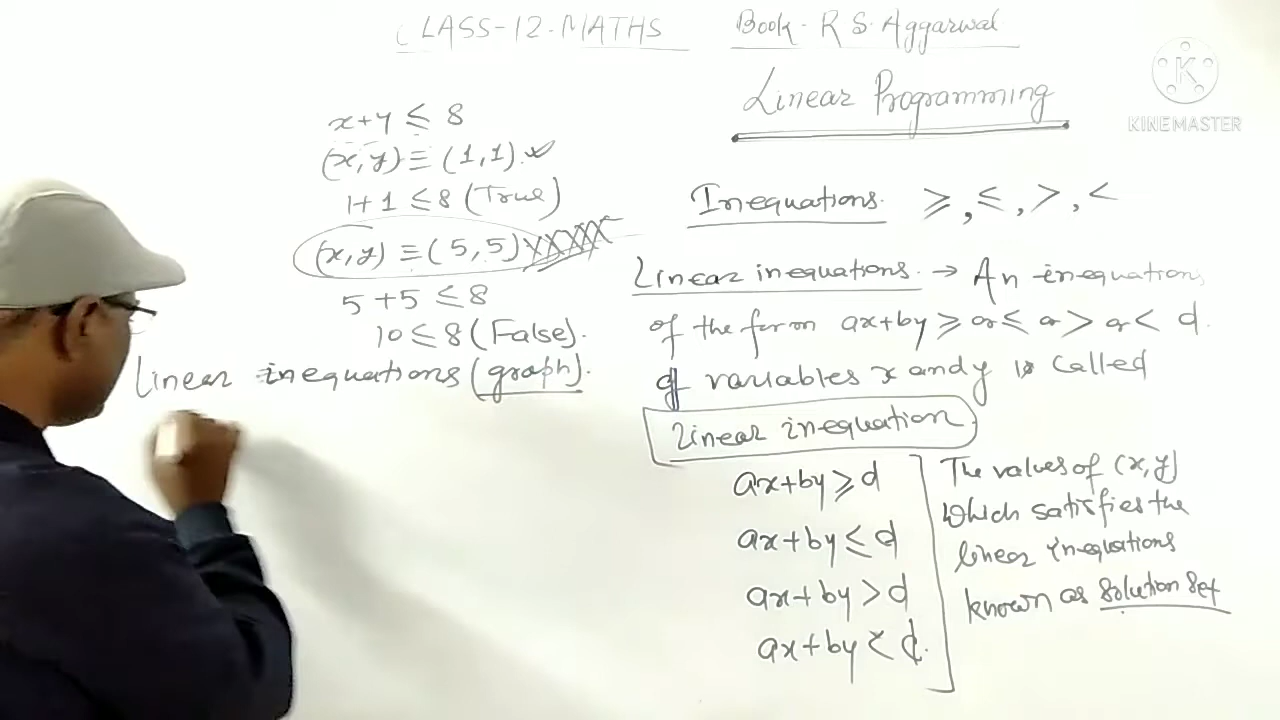 CLASS-12.MATHS Book - R S. Aggarwal
Linear Programming
KINEMASTER
x+y ≤ 8
(x,y) ≡ (1,1).
1+1 ≤ 8 (True)
(x,y) ≡ (5,5)
5+5 ≤ 8
10 ≤ 8 (False).
Linear inequations (graph).
Inequations. ≥, ≤, >, <
Linear inequations. → An inequations
of the form ax+by ≥ or ≤ or > or < d.
of variables x and y is called
Linear inequation.
ax+by ≥ d
ax+by ≤ d
ax+by > d
ax+by < d.
The values of (x,y)
which satisfies the
linear inequations
known as solution set